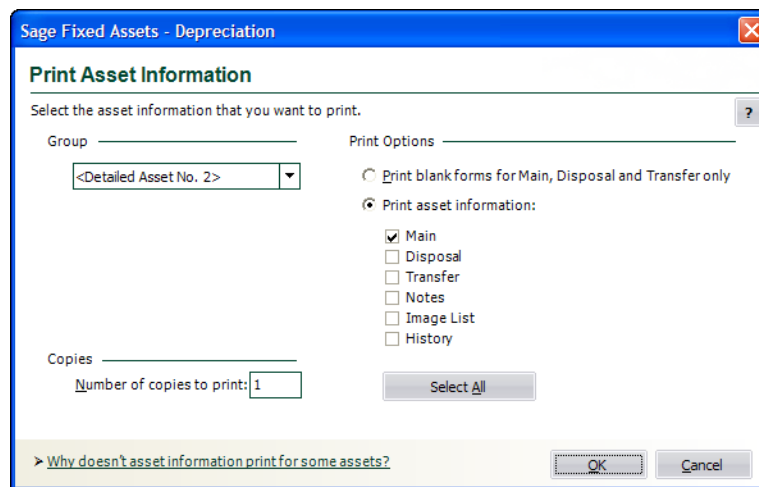 Sage Fixed Assets - Depreciation
Print Asset Information
Select the asset information that you want to print.
?
Group
<Detailed Asset No. 2>
Print Options
Print blank forms for Main, Disposal and Transfer only
Print asset information:
Main
Disposal
Transfer
Notes
Image List
History
Copies
Number of copies to print: 1
Select All
Why doesn't asset information print for some assets?
OK
Cancel